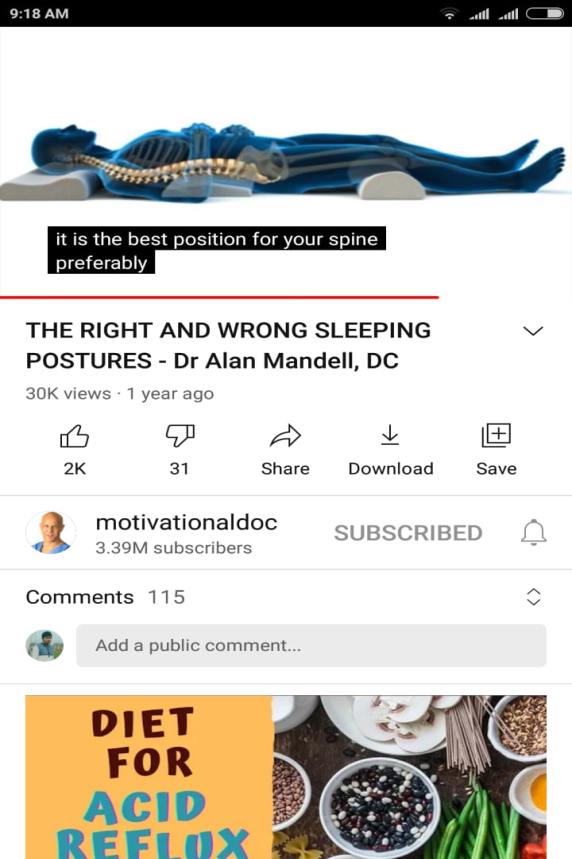 9:18 AM
it is the best position for your spine
preferably
THE RIGHT AND WRONG SLEEPING
POSTURES - Dr Alan Mandell, DC
30K views · 1 year ago
2K
31
Share
Download
Save
motivationaldoc
3.39M subscribers
SUBSCRIBED
Comments 115
Add a public comment...
DIET
FOR
ACID
REFLUX